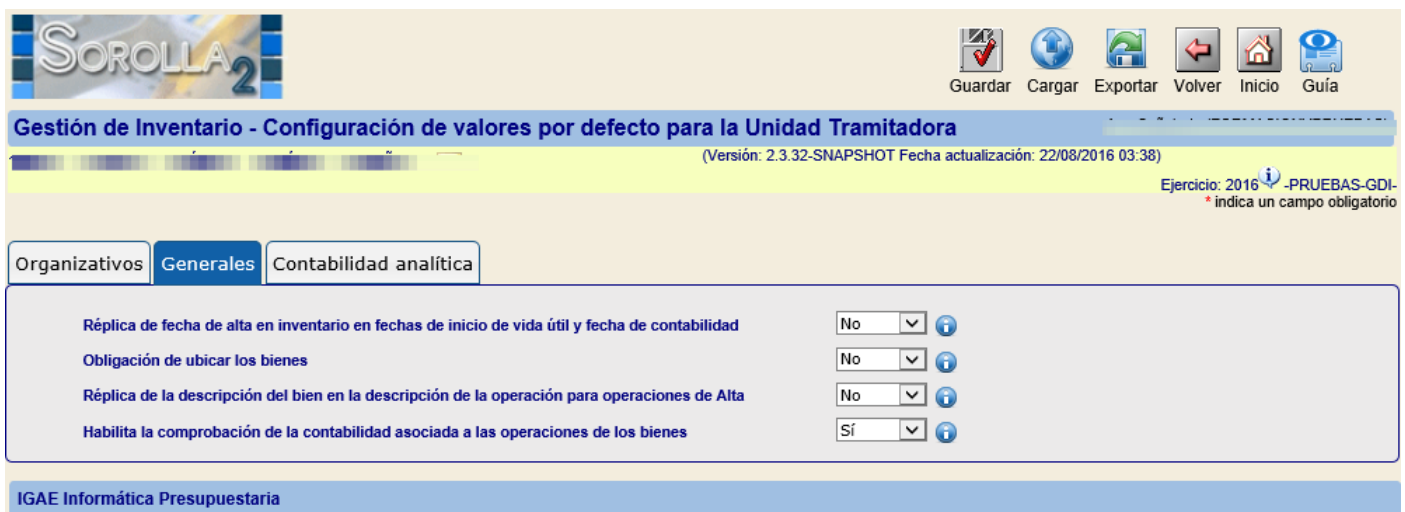 SOROLLA2
Guardar Cargar Exportar Volver Inicio Guía
Gestión de Inventario - Configuración de valores por defecto para la Unidad Tramitadora
(Versión: 2.3.32-SNAPSHOT Fecha actualización: 22/08/2016 03:38)
Ejercicio: 2016 -PRUEBAS-GDI-
* indica un campo obligatorio
Organizativos Generales Contabilidad analítica
Réplica de fecha de alta en inventario en fechas de inicio de vida útil y fecha de contabilidad No
Obligación de ubicar los bienes No
Réplica de la descripción del bien en la descripción de la operación para operaciones de Alta No
Habilita la comprobación de la contabilidad asociada a las operaciones de los bienes Sí
IGAE Informática Presupuestaria